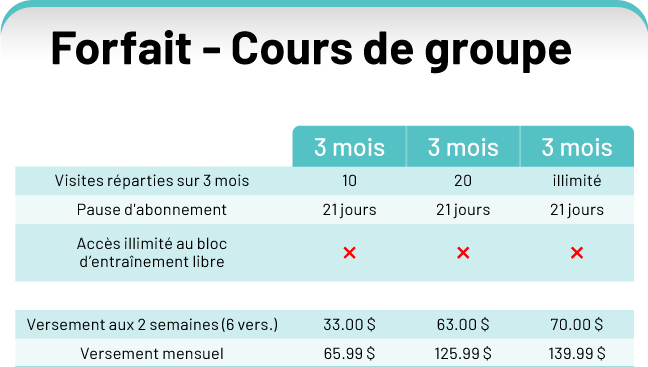 Forfait - Cours de groupe
3 mois 3 mois 3 mois
Visites réparties sur 3 mois 10 20 illimité
Pause d'abonnement 21 jours 21 jours 21 jours
Accès illimité au bloc
d’entraînement libre
Versement aux 2 semaines (6 vers.) 33.00 $ 63.00 $ 70.00 $
Versement mensuel 65.99 $ 125.99 $ 139.99 $